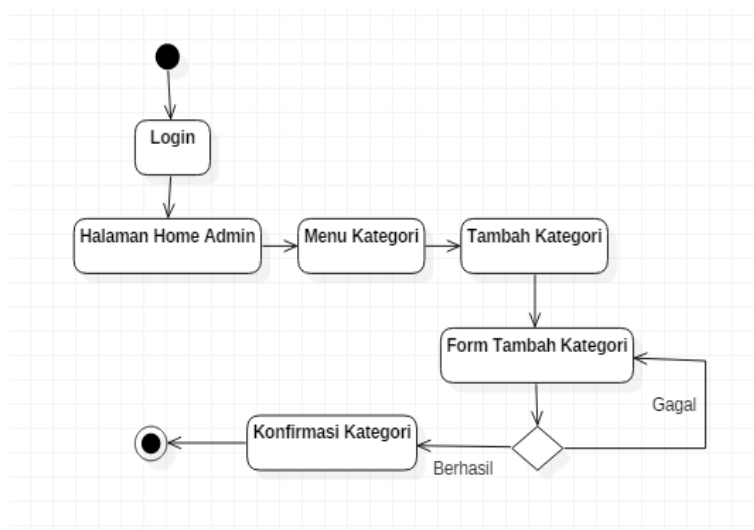 Login
Halaman Home Admin
Menu Kategori
Tambah Kategori
Form Tambah Kategori
Gagal
Konfirmasi Kategori
Berhasil